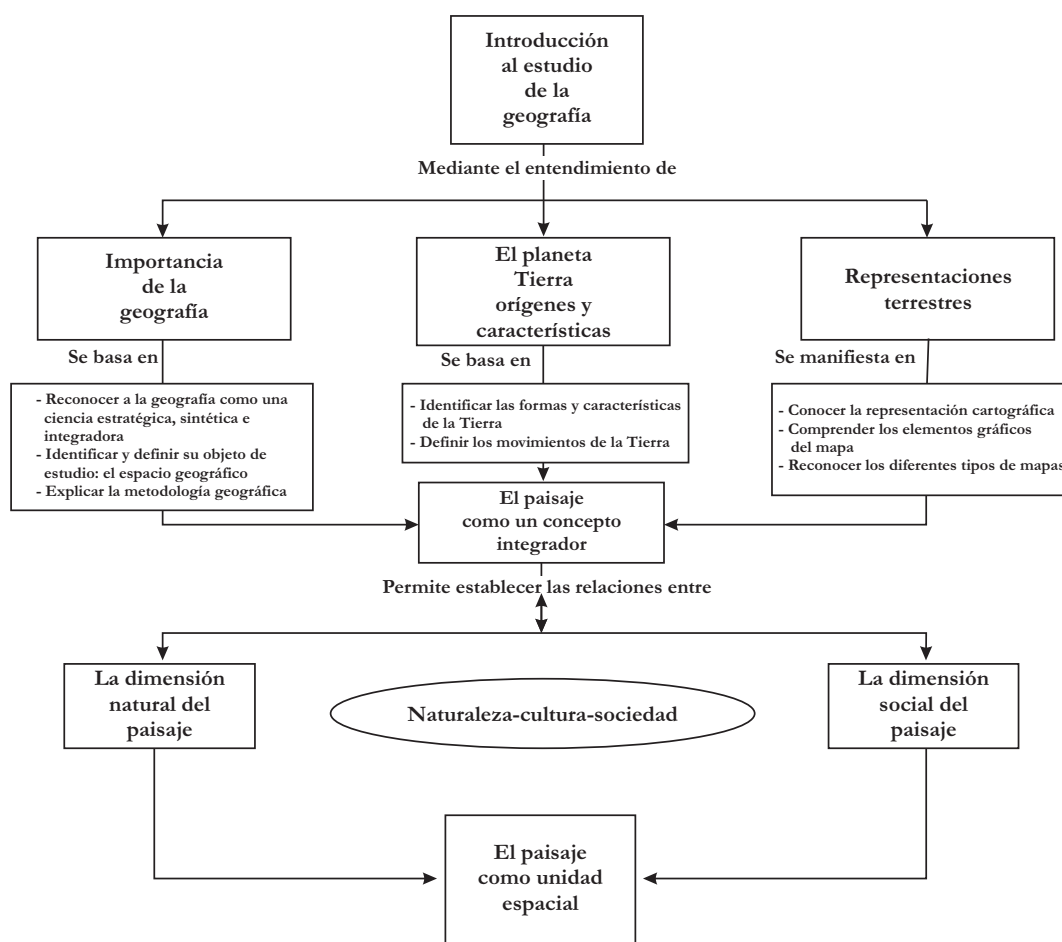 Introducción
al estudio
de la
geografía
Mediante el entendimiento de
Importancia
de la
geografía
El planeta
Tierra
orígenes y
características
Representaciones
terrestres
Se basa en
Se basa en
Se manifiesta en
- Reconocer a la geografía como una
ciencia estratégica, sintética e
integradora
- Identificar y definir su objeto de
estudio: el espacio geográfico
- Explicar la metodología geográfica
- Identificar las formas y características
de la Tierra
- Definir los movimientos de la Tierra
- Conocer la representación cartográfica
- Comprender los elementos gráficos
del mapa
- Reconocer los diferentes tipos de mapas
El paisaje
como un concepto
integrador
Permite establecer las relaciones entre
La dimensión
natural del
paisaje
Naturaleza-cultura-sociedad
La dimensión
social del
paisaje
El paisaje
como unidad
espacial